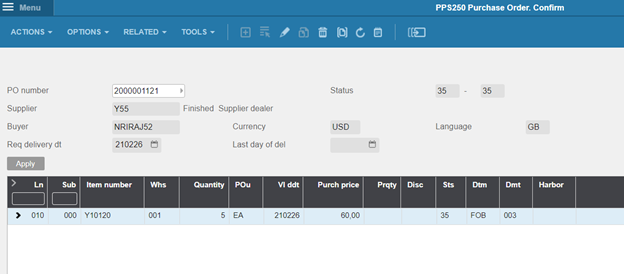 Menu PPS250 Purchase Order. Confirm
ACTIONS OPTIONS RELATED TOOLS
PO number 2000001121 Status 35 - 35
Supplier Y55 Finished Supplier dealer
Buyer NRIRAJ52 Currency USD Language GB
Req delivery dt 210226 Last day of del
Apply
Ln Sub Item number Whs Quantity POu VI ddt Purch price Prqty Disc Sts Dtm Dmt Harbor
010 000 Y10120 001 5 EA 210226 60,00 35 FOB 003